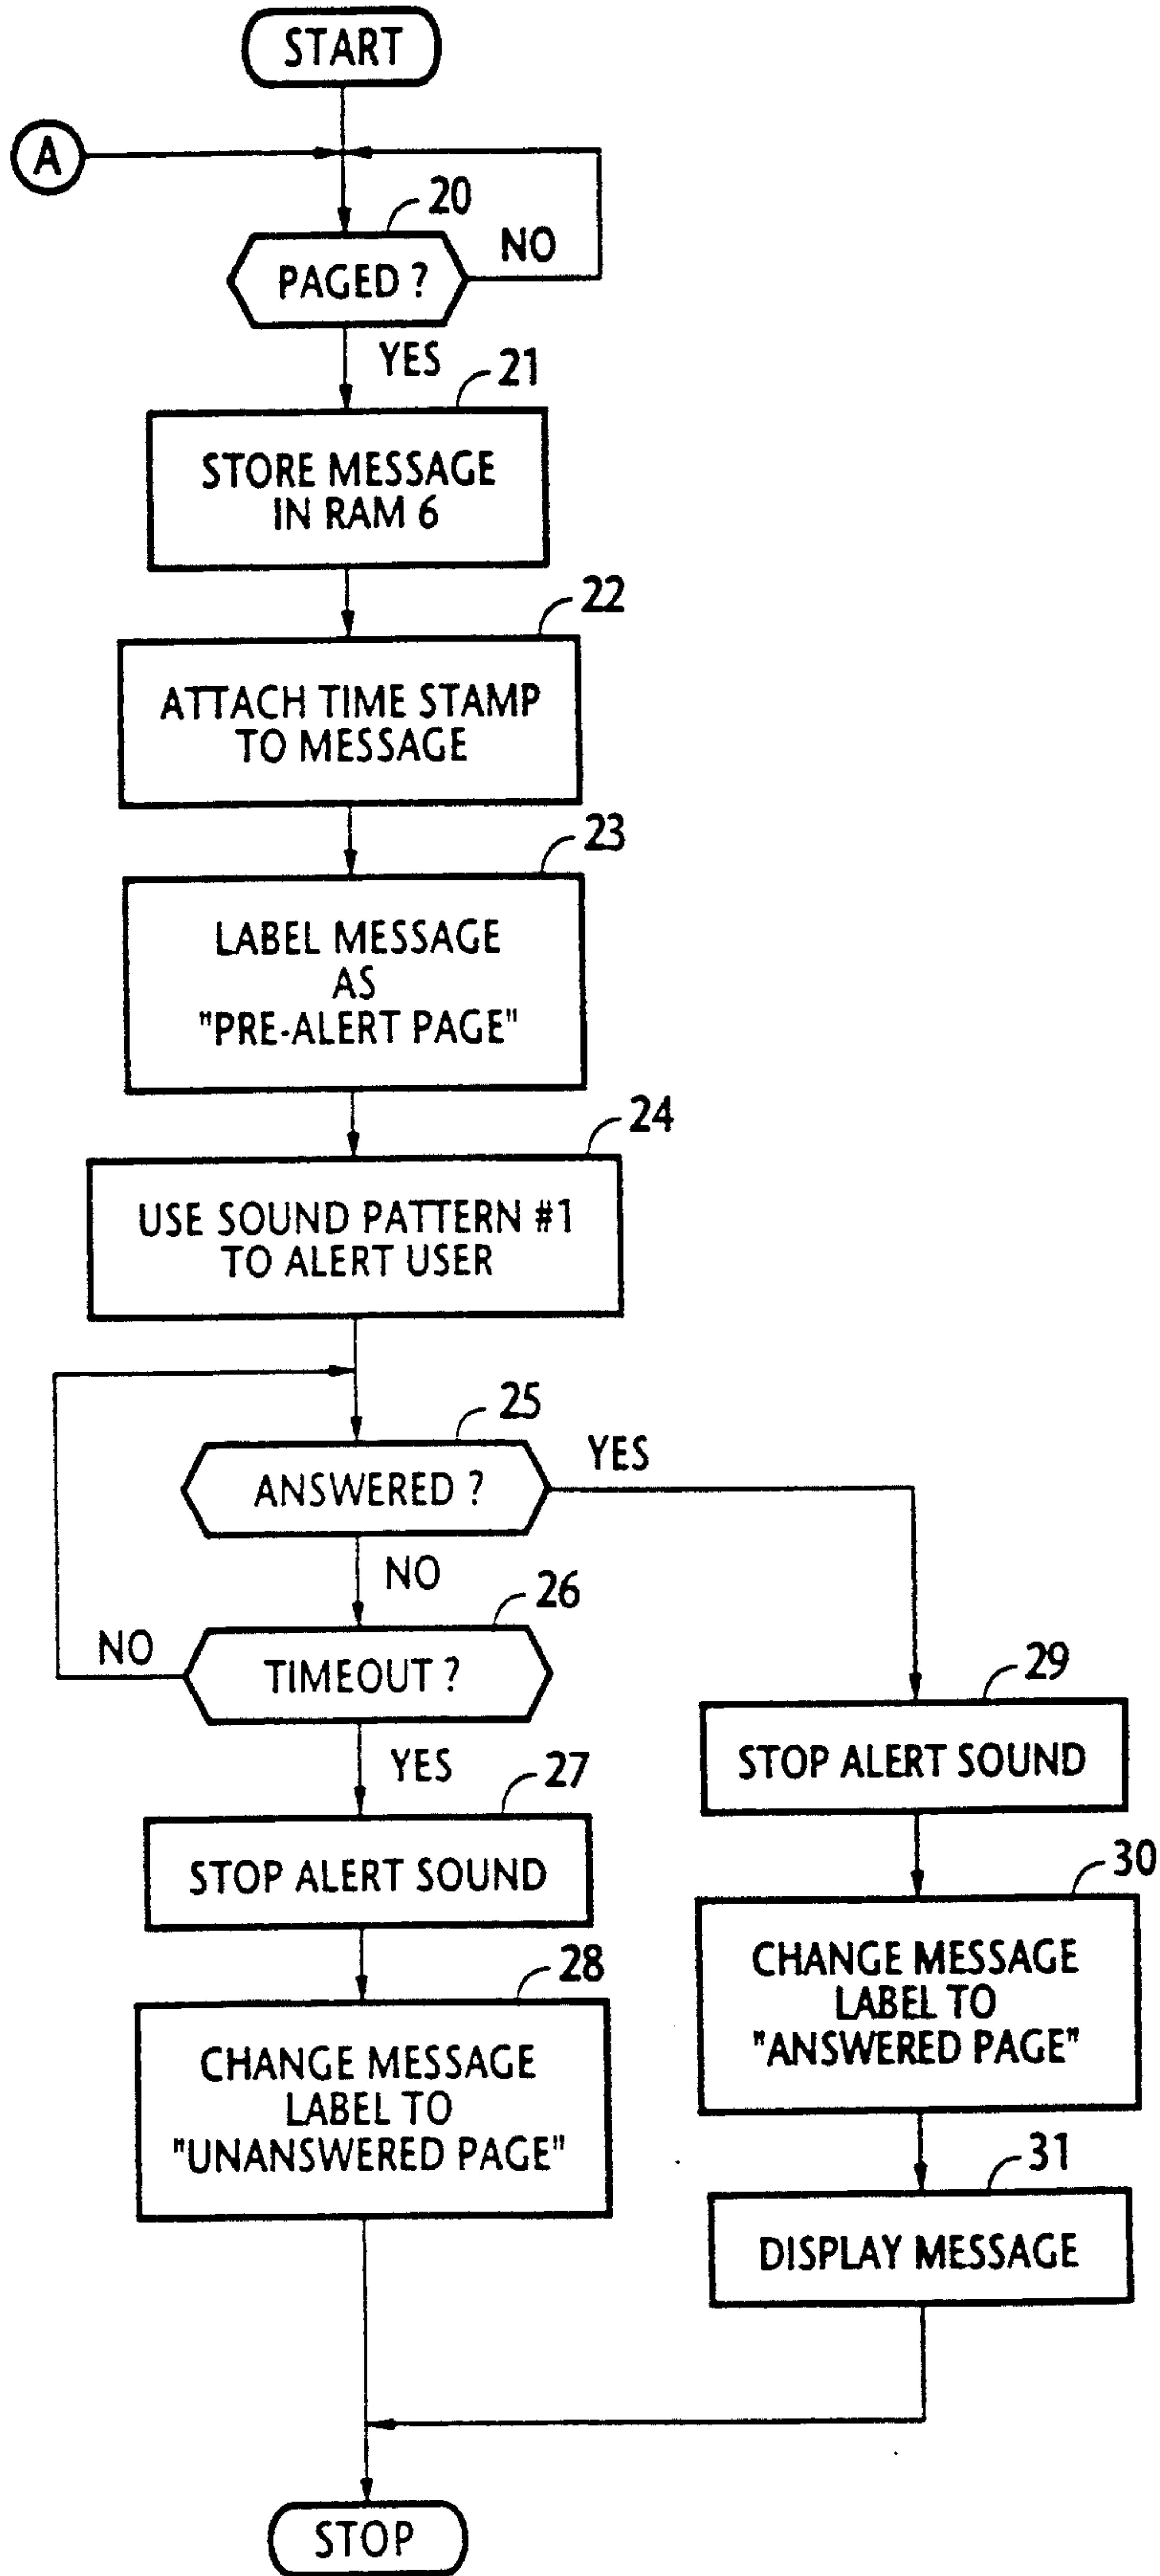 START
A
20
PAGED ?
NO
YES
21
STORE MESSAGE
IN RAM 6
22
ATTACH TIME STAMP
TO MESSAGE
23
LABEL MESSAGE
AS
"PRE-ALERT PAGE"
24
USE SOUND PATTERN #1
TO ALERT USER
25
ANSWERED ?
YES
NO
26
TIMEOUT ?
NO
YES
27
STOP ALERT SOUND
28
CHANGE MESSAGE
LABEL TO
"UNANSWERED PAGE"
29
STOP ALERT SOUND
30
CHANGE MESSAGE
LABEL TO
"ANSWERED PAGE"
31
DISPLAY MESSAGE
STOP